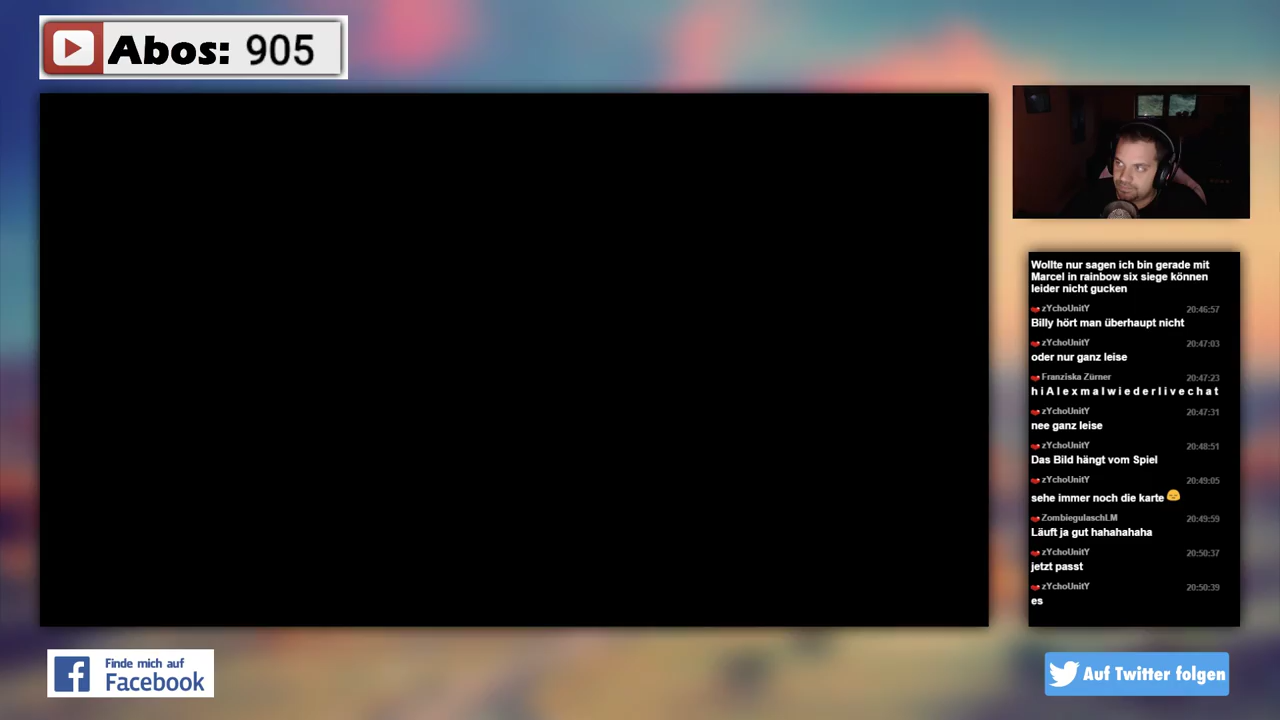 Abos: 905
Wollte nur sagen ich bin gerade mit
Marcel in rainbow six siege können
leider nicht gucken
zYchoUnitY 20:46:57
Billy hört man überhaupt nicht
zYchoUnitY 20:47:03
oder nur ganz leise
Franziska Zürner 20:47:23
h i A l e x m a l w i e d e r l i v e c h a t
zYchoUnitY 20:47:31
nee ganz leise
zYchoUnitY 20:48:51
Das Bild hängt vom Spiel
zYchoUnitY 20:49:05
sehe immer noch die karte
ZombiegulaschLM 20:49:59
Läuft ja gut hahahahaha
zYchoUnitY 20:50:37
jetzt passt
zYchoUnitY 20:50:39
es
Finde mich auf
Facebook
Auf Twitter folgen